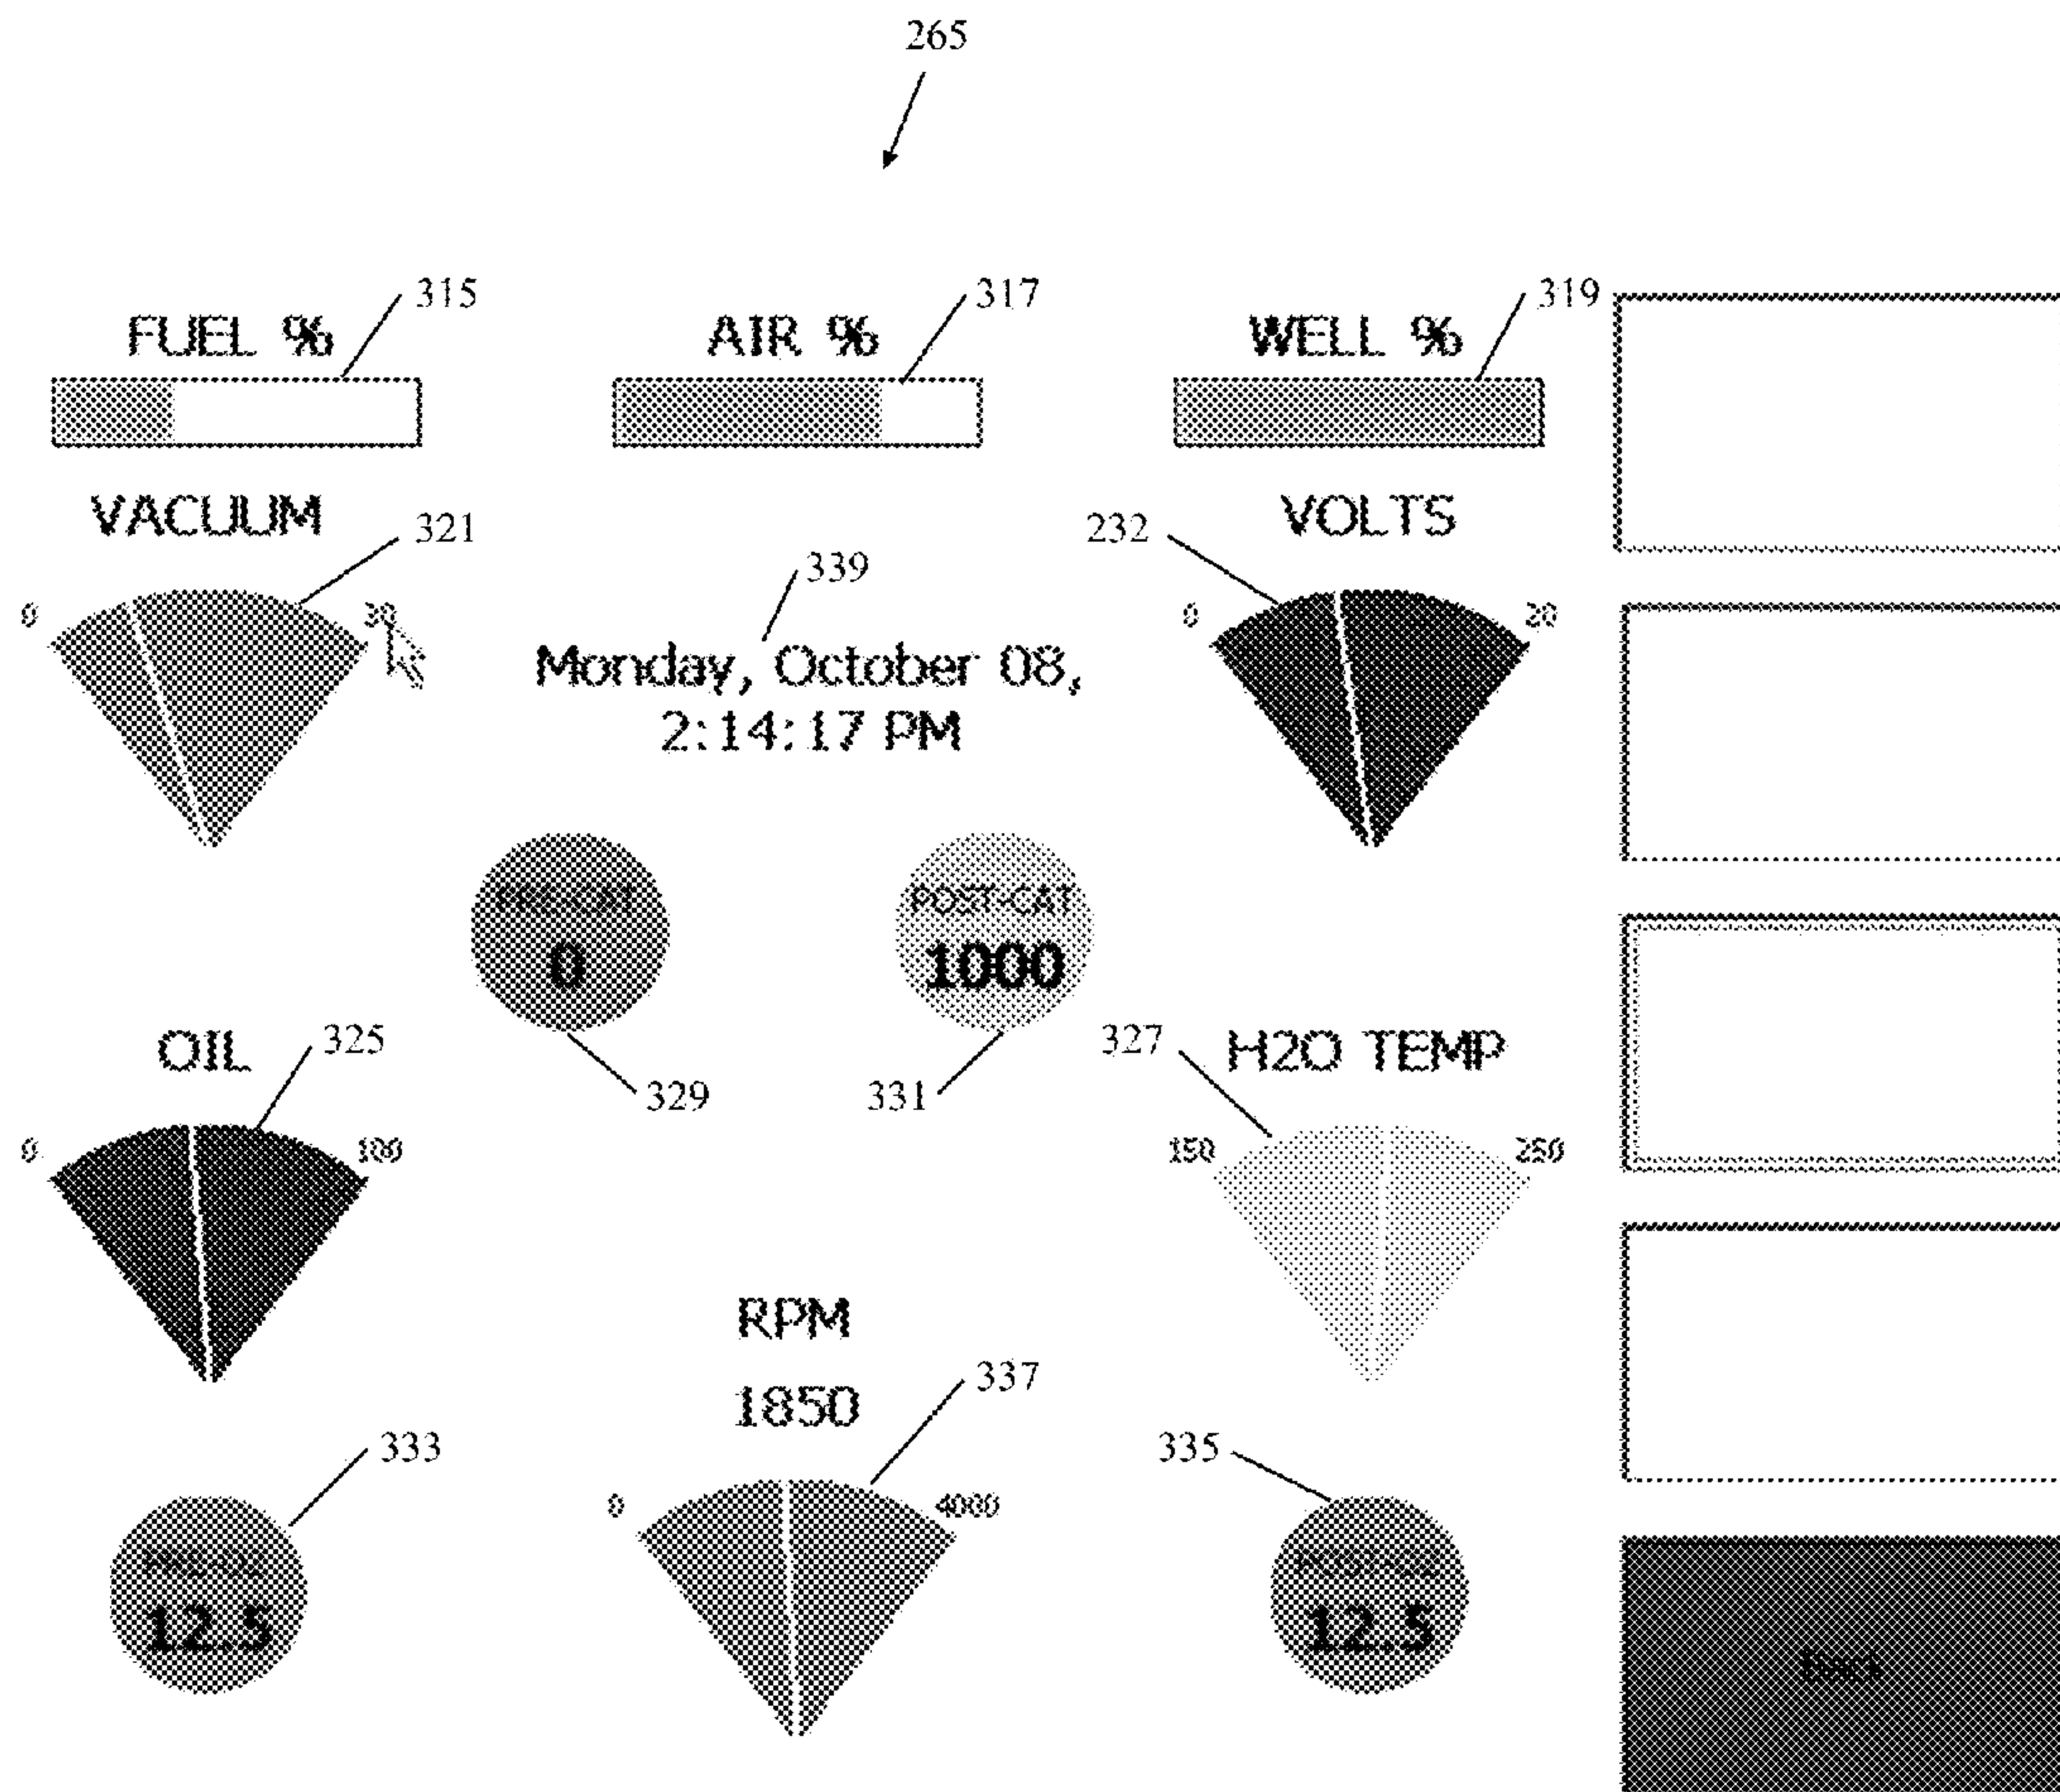 265
315
317
319
FUEL %
AIR %
WELL %
VACUUM
321
232
VOLTS
339
0
30
0
20
Monday, October 08,
2:14:17 PM
PRE-CAT
0
POST-CAT
1000
OIL
325
329
331
327
H2O TEMP
0
100
150
250
RPM
1850
337
333
335
0
4000
12.5
12.5